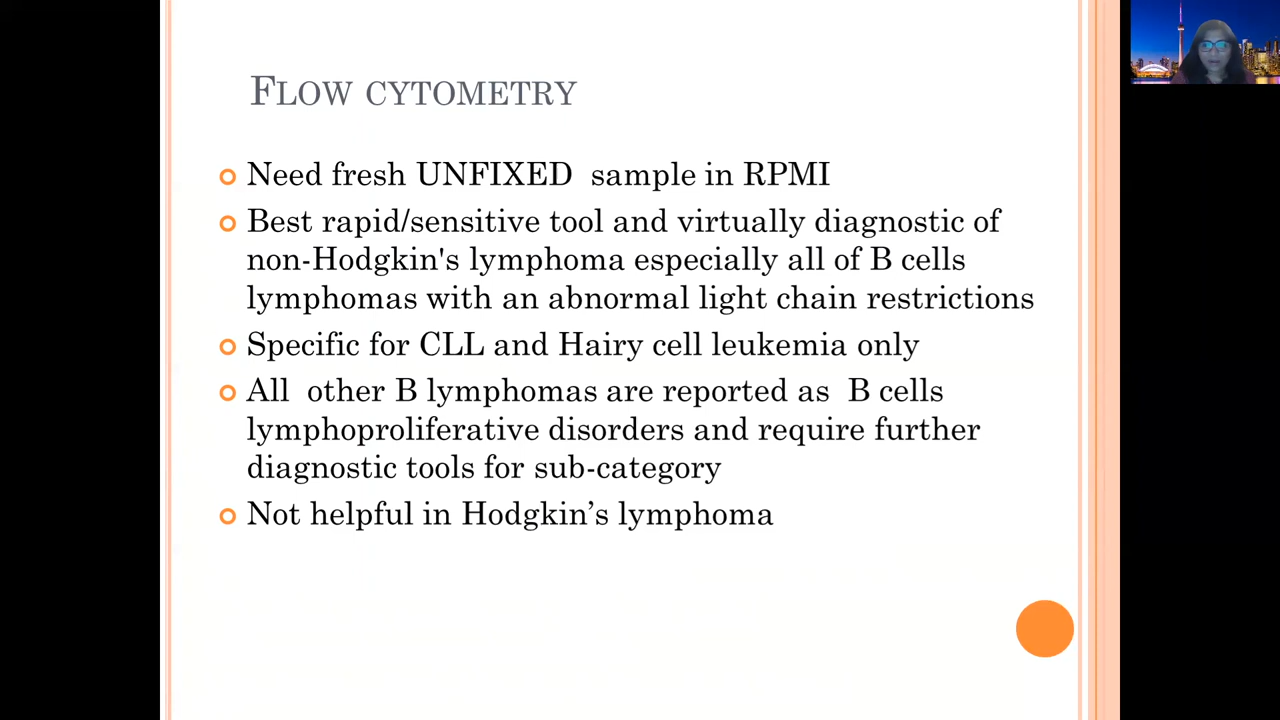 FLOW CYTOMETRY
Need fresh UNFIXED  sample in RPMI
Best rapid/sensitive tool and virtually diagnostic of
non-Hodgkin's lymphoma especially all of B cells
lymphomas with an abnormal light chain restrictions
Specific for CLL and Hairy cell leukemia only
All  other B lymphomas are reported as  B cells
lymphoproliferative disorders and require further
diagnostic tools for sub-category
Not helpful in Hodgkin’s lymphoma